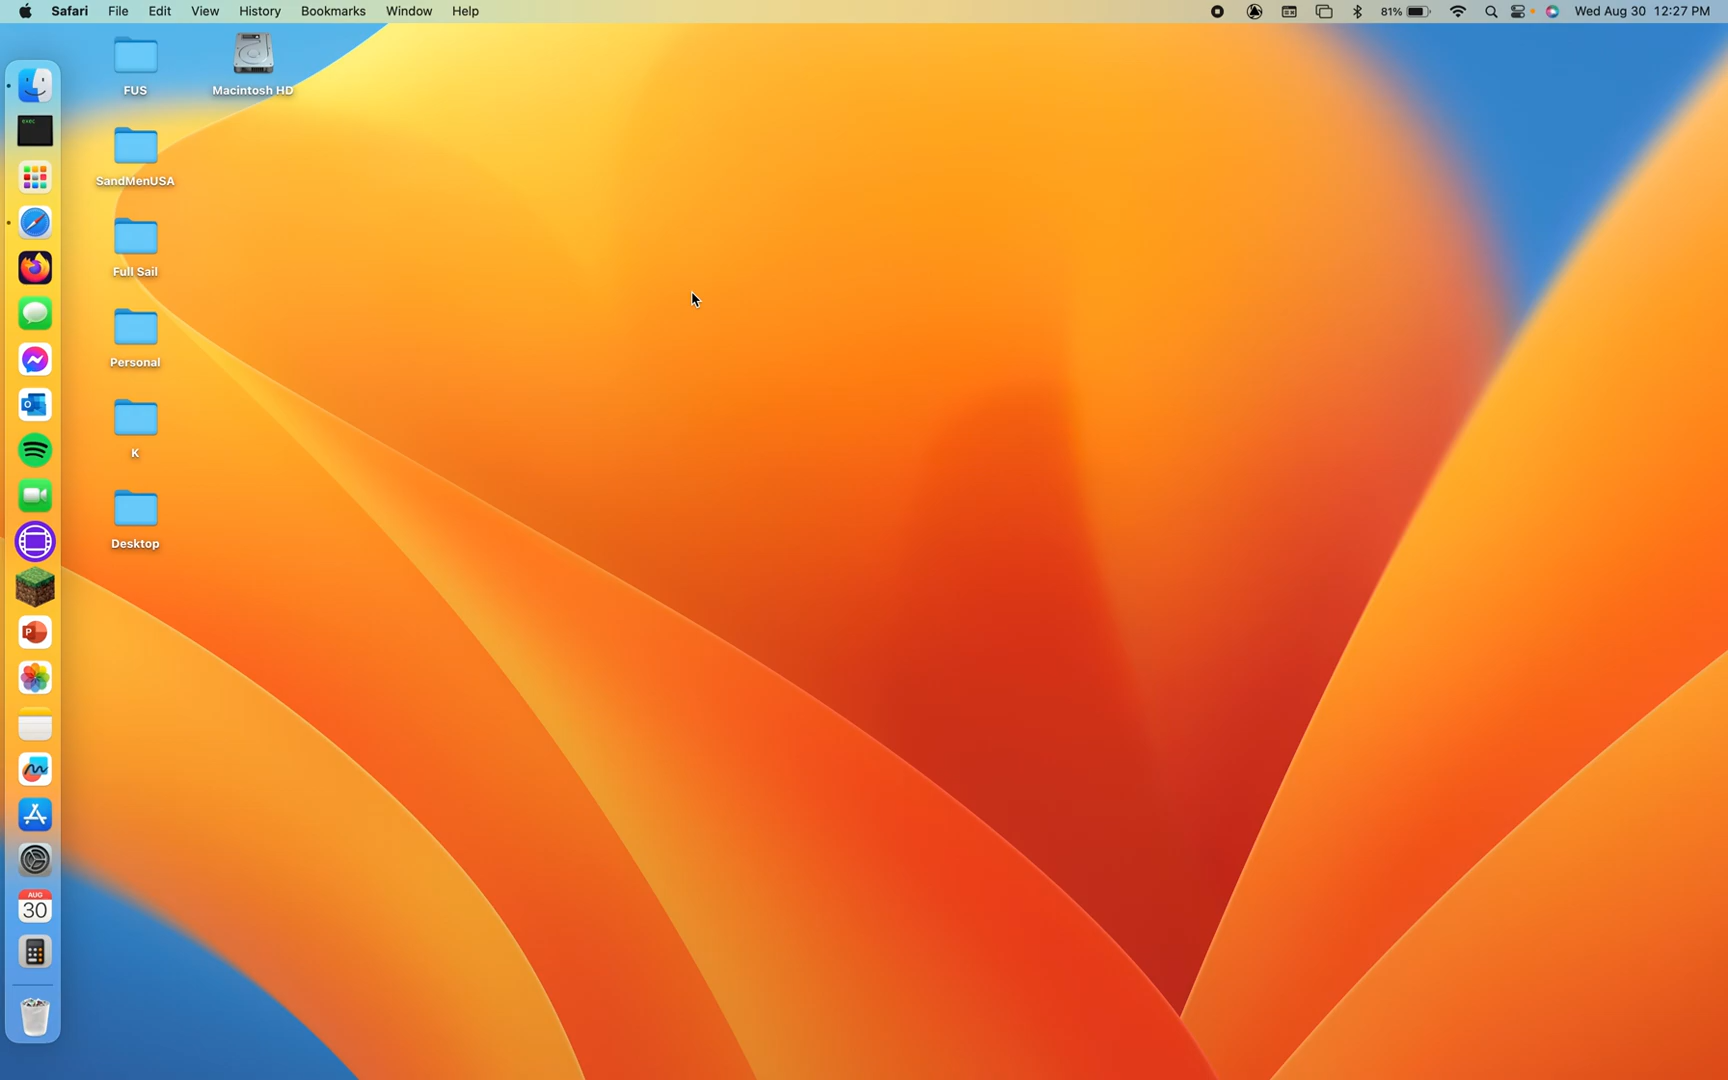 Safari File Edit View History Bookmarks Window Help 81% Wed Aug 30 12:27 PM
FUS
Macintosh HD
SandMenUSA
Full Sail
Personal
K
Desktop
EXEC
O
P
AUG
30